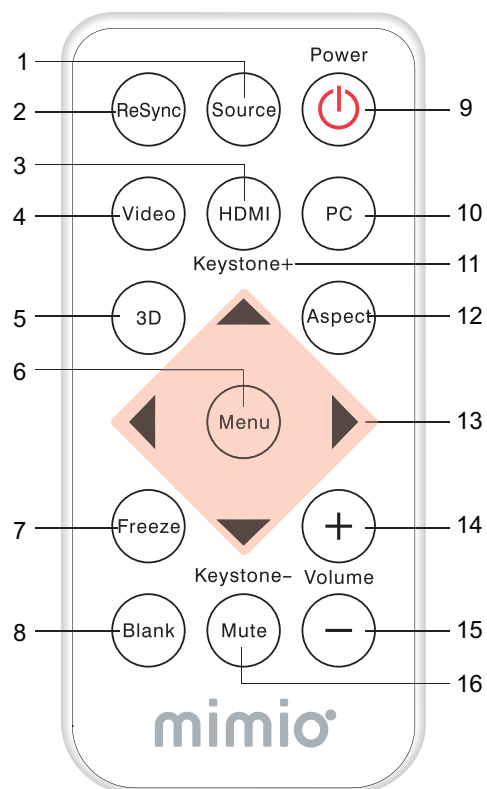 Power
1
2
ReSync
Source
9
3
4
Video
HDMI
PC
10
Keystone+
11
5
3D
Aspect
12
6
Menu
13
7
Freeze
+
14
Keystone–
Volume
8
Blank
Mute
–
15
16
mimio